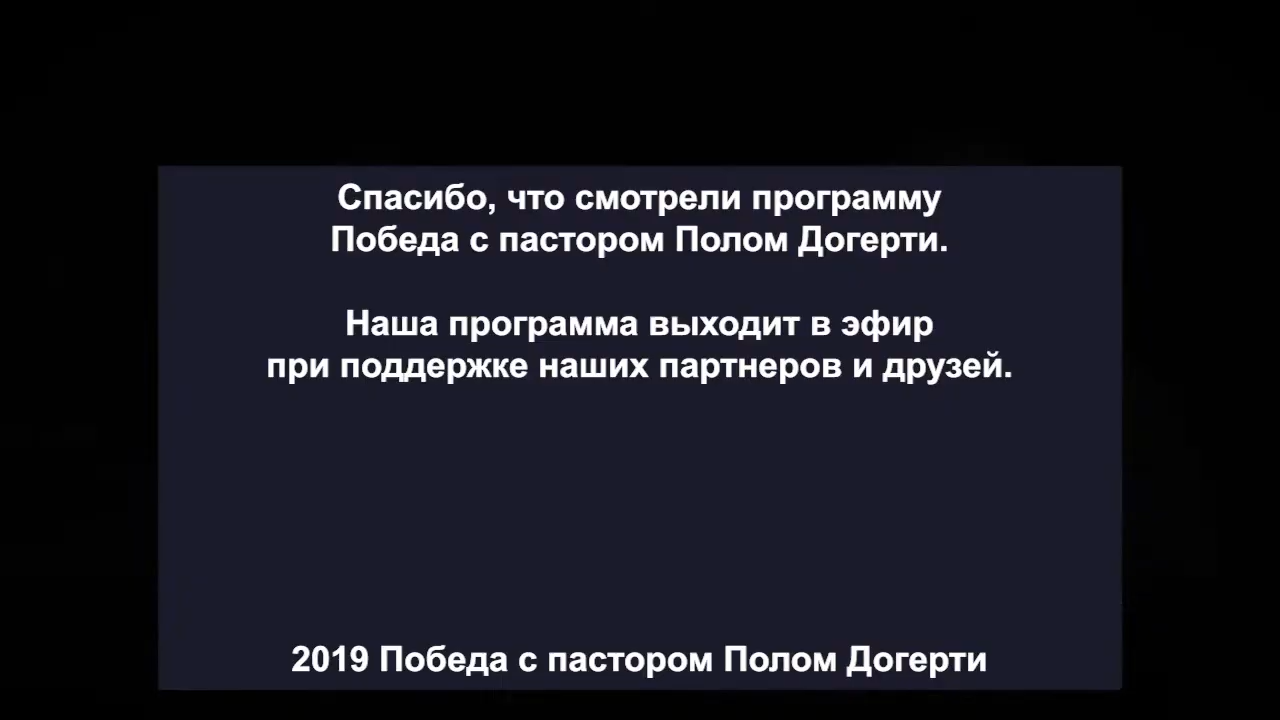 Спасибо, что смотрели программу
Победа с пастором Полом Догерти.
Наша программа выходит в эфир
при поддержке наших партнеров и друзей.
2019 Победа с пастором Полом Догерти